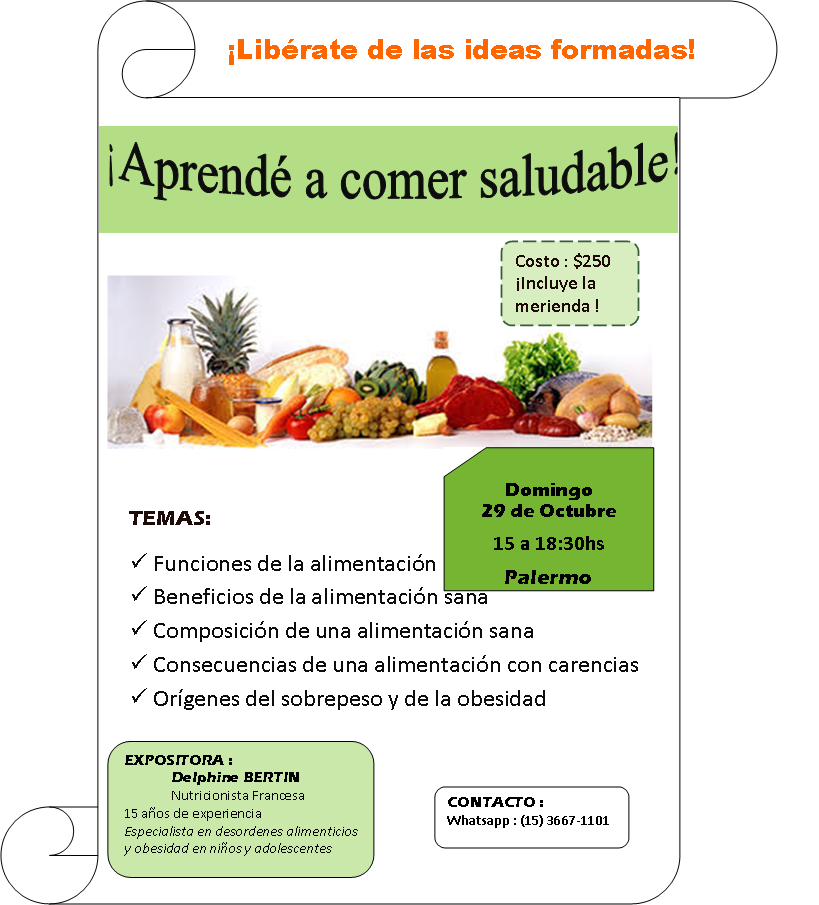 ¡Libérate de las ideas formadas!
¡Aprendé a comer saludable!
Costo : $250
¡Incluye la
merienda !
Domingo
29 de Octubre
15 a 18:30hs
Palermo
TEMAS:
✓ Funciones de la alimentación
✓ Beneficios de la alimentación sana
✓ Composición de una alimentación sana
✓ Consecuencias de una alimentación con carencias
✓ Orígenes del sobrepeso y de la obesidad
EXPOSITORA :
Delphine BERTIN
Nutricionista Francesa
15 años de experiencia
Especialista en desordenes alimenticios
y obesidad en niños y adolescentes
CONTACTO :
Whatsapp : (15) 3667-1101